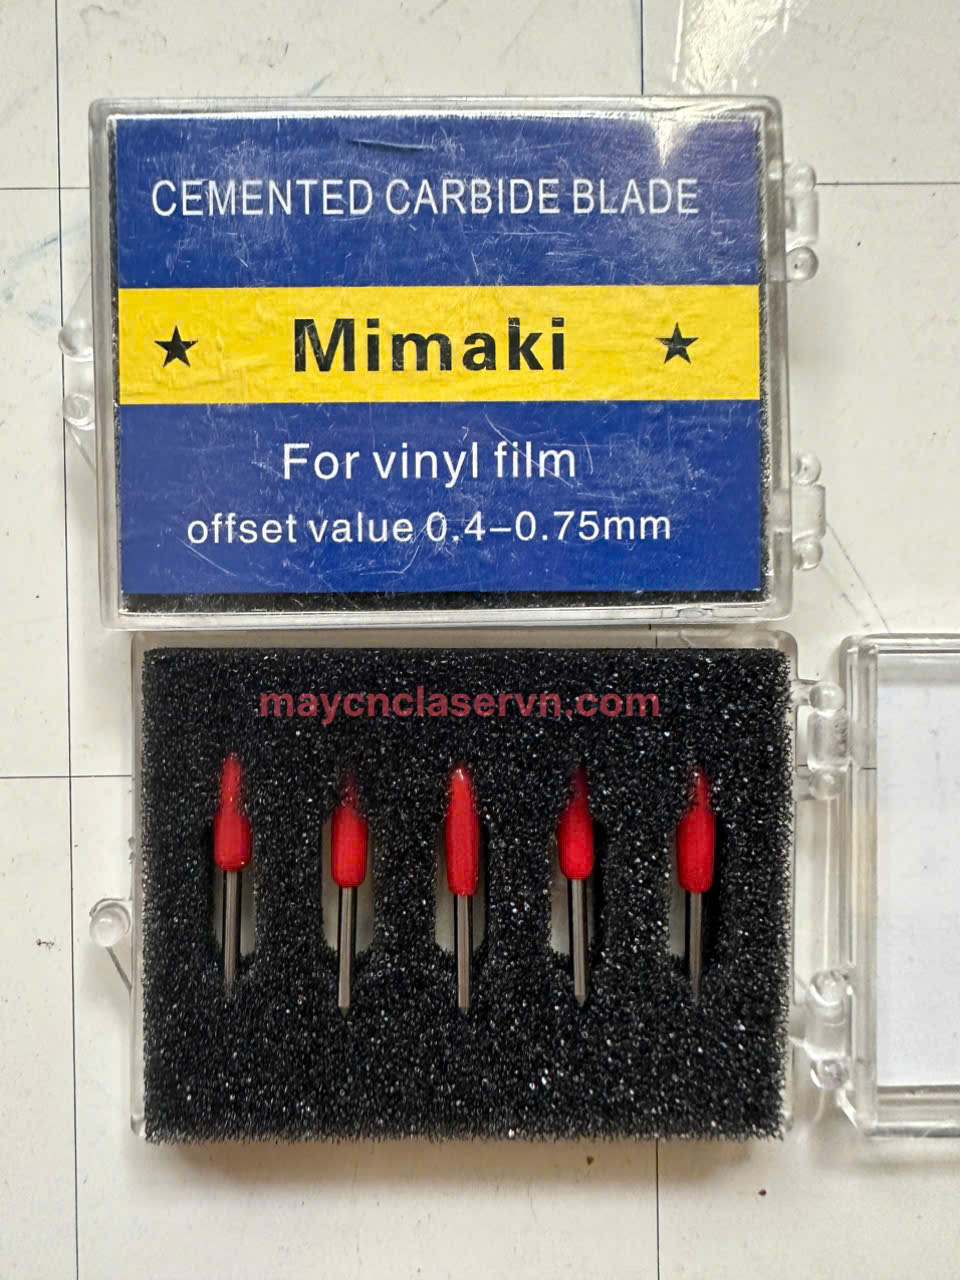 CEMENTED CARBIDE BLADE
★ Mimaki ★
For vinyl film
offset value 0.4–0.75mm
maycnclaservn.com